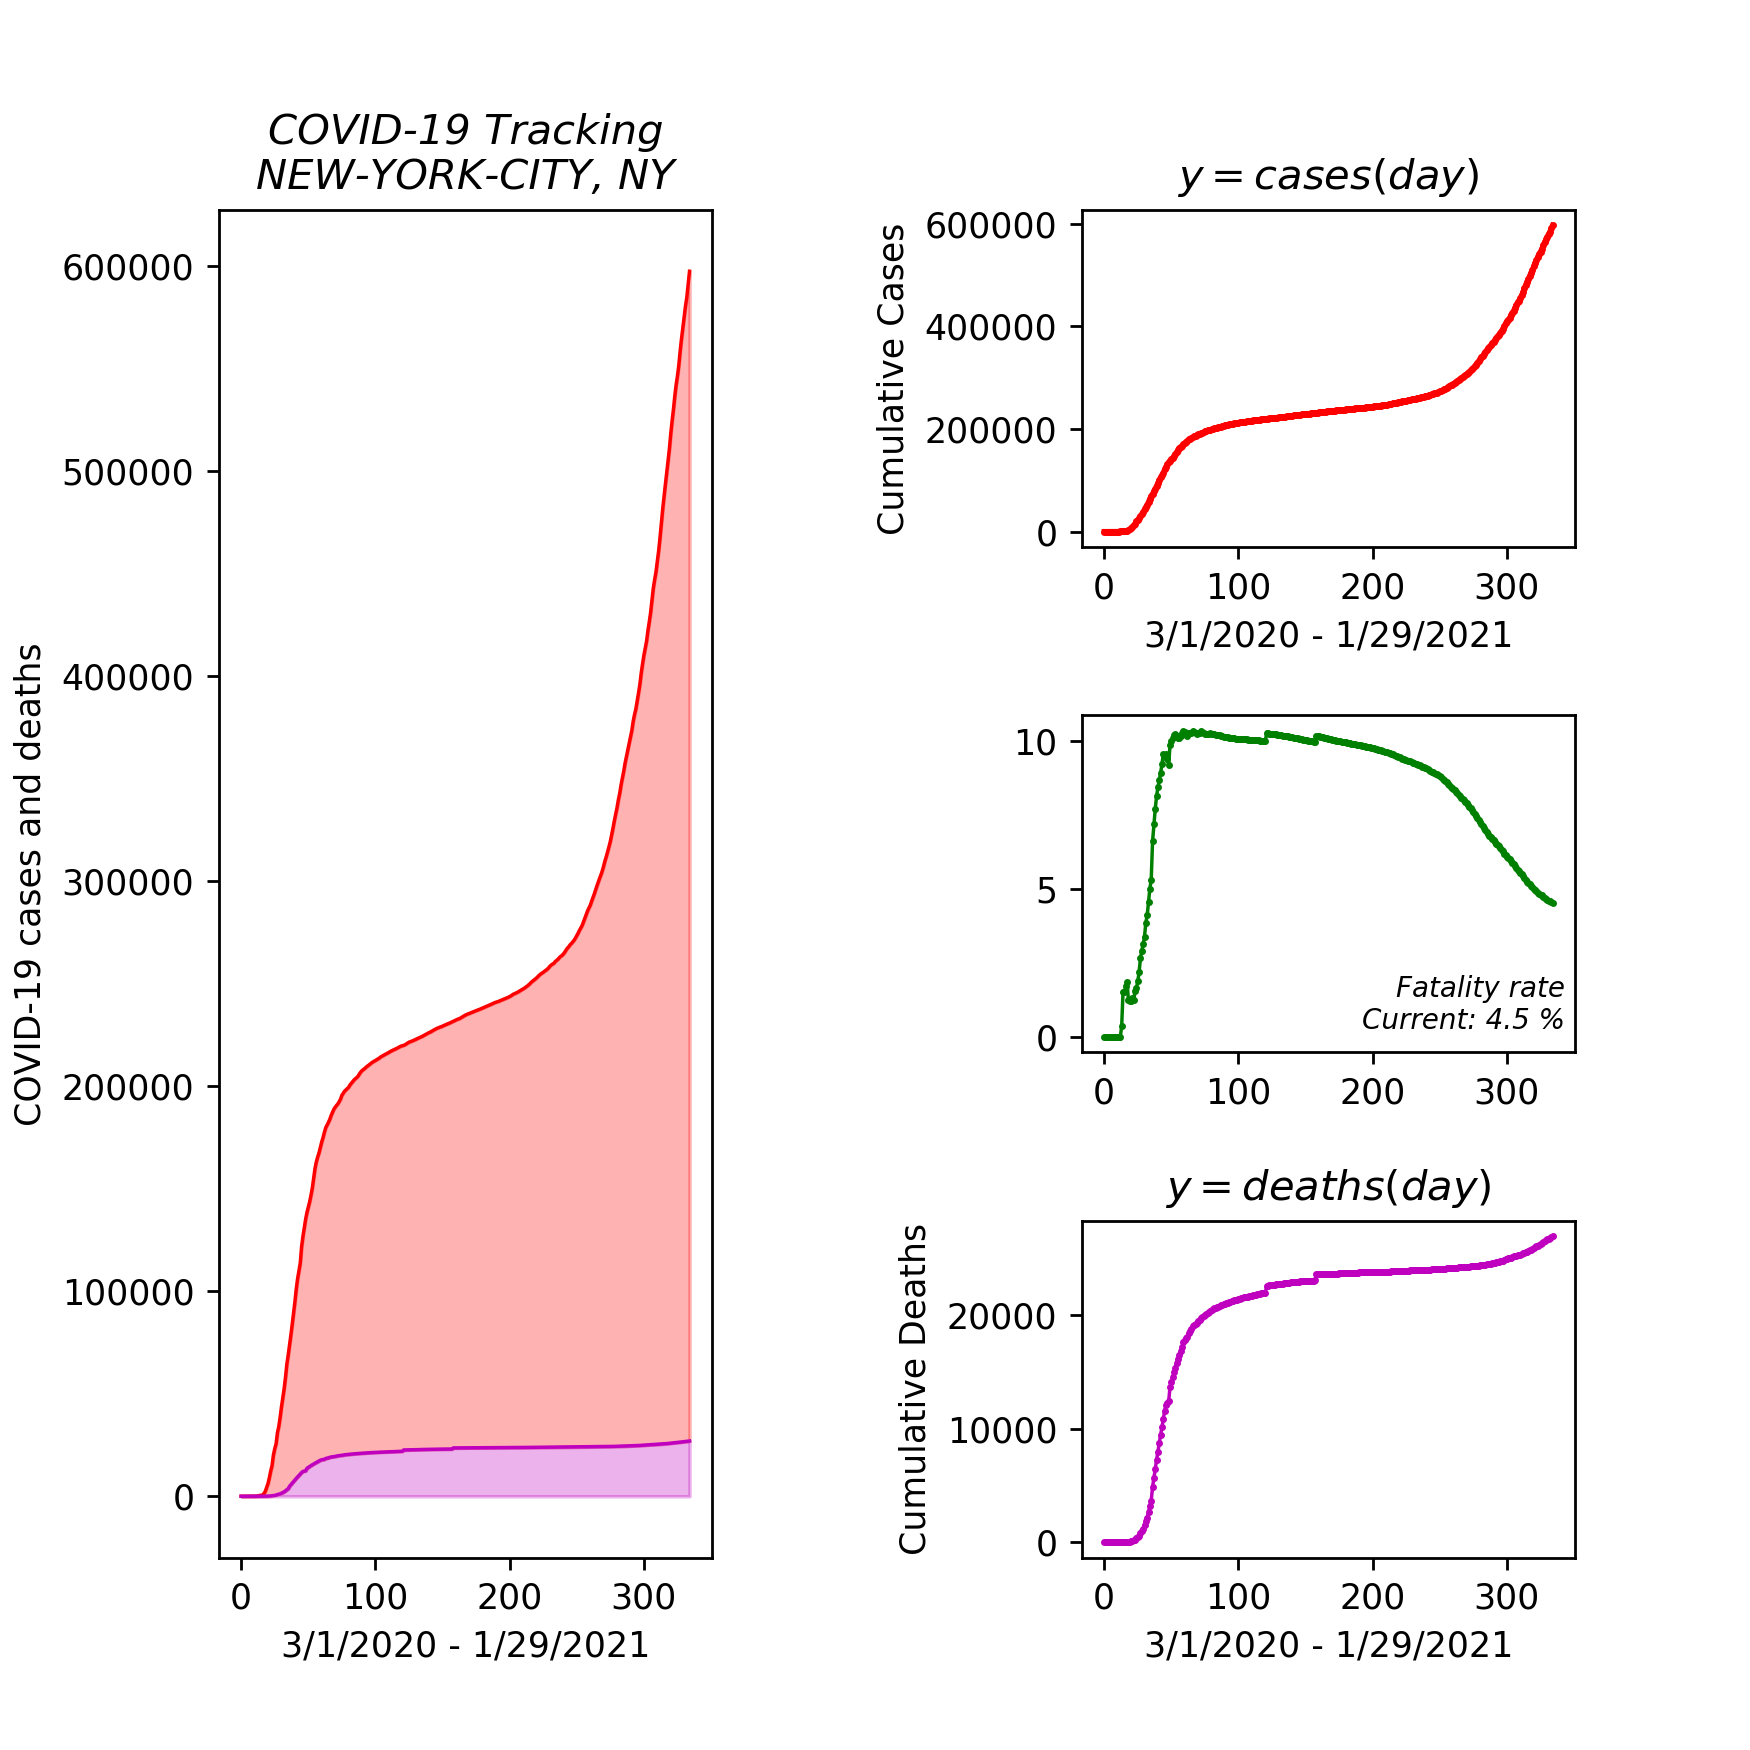 COVID-19 Tracking
NEW-YORK-CITY, NY
COVID-19 cases and deaths
600000
500000
400000
300000
200000
100000
0
0 100 200 300
3/1/2020 - 1/29/2021
y = cases(day)
Cumulative Cases
600000
400000
200000
0
0 100 200 300
3/1/2020 - 1/29/2021
10
5
0
Fatality rate
Current: 4.5 %
0 100 200 300
y = deaths(day)
Cumulative Deaths
20000
10000
0
0 100 200 300
3/1/2020 - 1/29/2021